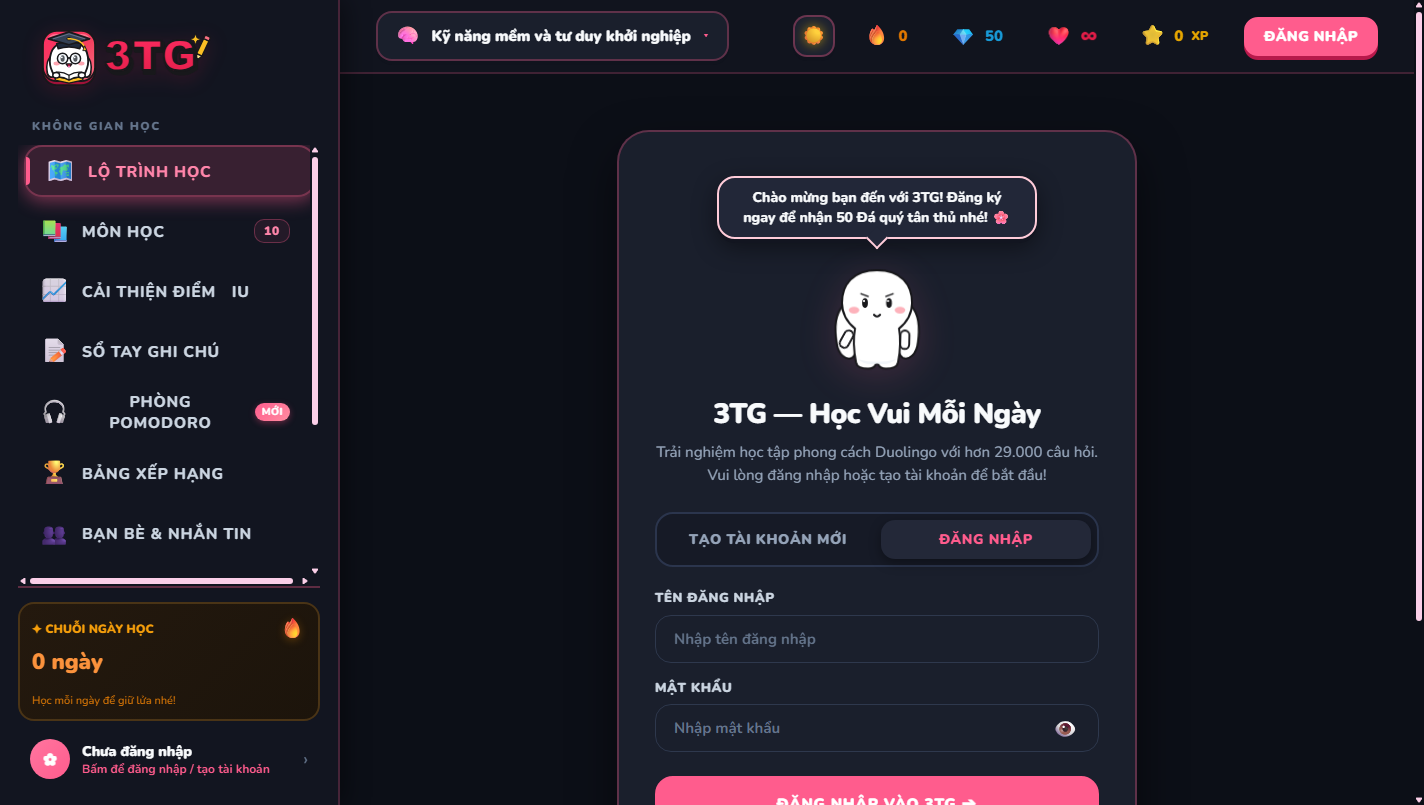 3TG
KHÔNG GIAN HỌC
LỘ TRÌNH HỌC
MÔN HỌC 10
CẢI THIỆN ĐIỂM IU
SỔ TAY GHI CHÚ
PHÒNG
POMODORO MỚI
BẢNG XẾP HẠNG
BẠN BÈ & NHẮN TIN
✦ CHUỖI NGÀY HỌC
0 ngày
Học mỗi ngày để giữ lửa nhé!
Chưa đăng nhập
Bấm để đăng nhập / tạo tài khoản ›
Kỹ năng mềm và tư duy khởi nghiệp
0
50
∞
0 XP
ĐĂNG NHẬP
Chào mừng bạn đến với 3TG! Đăng ký
ngay để nhận 50 Đá quý tân thủ nhé! 🌸
3TG — Học Vui Mỗi Ngày
Trải nghiệm học tập phong cách Duolingo với hơn 29.000 câu hỏi.
Vui lòng đăng nhập hoặc tạo tài khoản để bắt đầu!
TẠO TÀI KHOẢN MỚI
ĐĂNG NHẬP
TÊN ĐĂNG NHẬP
Nhập tên đăng nhập
MẬT KHẨU
Nhập mật khẩu
ĐĂNG NHẬP VÀO 3TG ➔